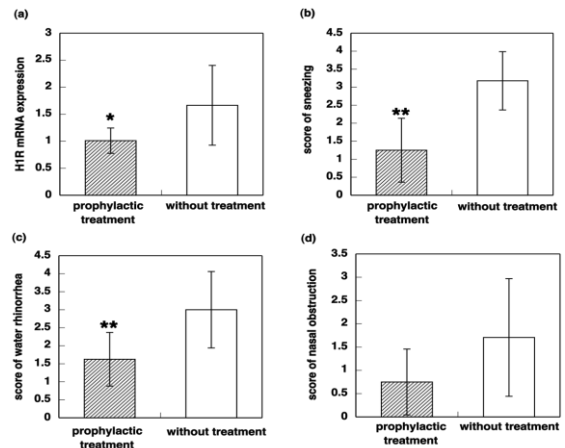 (a)
3
2.5
2
1.5
1
0.5
0
H1R mRNA expression
*
prophylactic
treatment
without treatment
(b)
4.5
4
3.5
3
2.5
2
1.5
1
0.5
0
score of sneezing
**
prophylactic
treatment
without treatment
(c)
4.5
4
3.5
3
2.5
2
1.5
1
0.5
0
score of water rhinorrhea
**
prophylactic
treatment
without treatment
(d)
3.5
3
2.5
2
1.5
1
0.5
0
score of nasal obstruction
prophylactic
treatment
without treatment